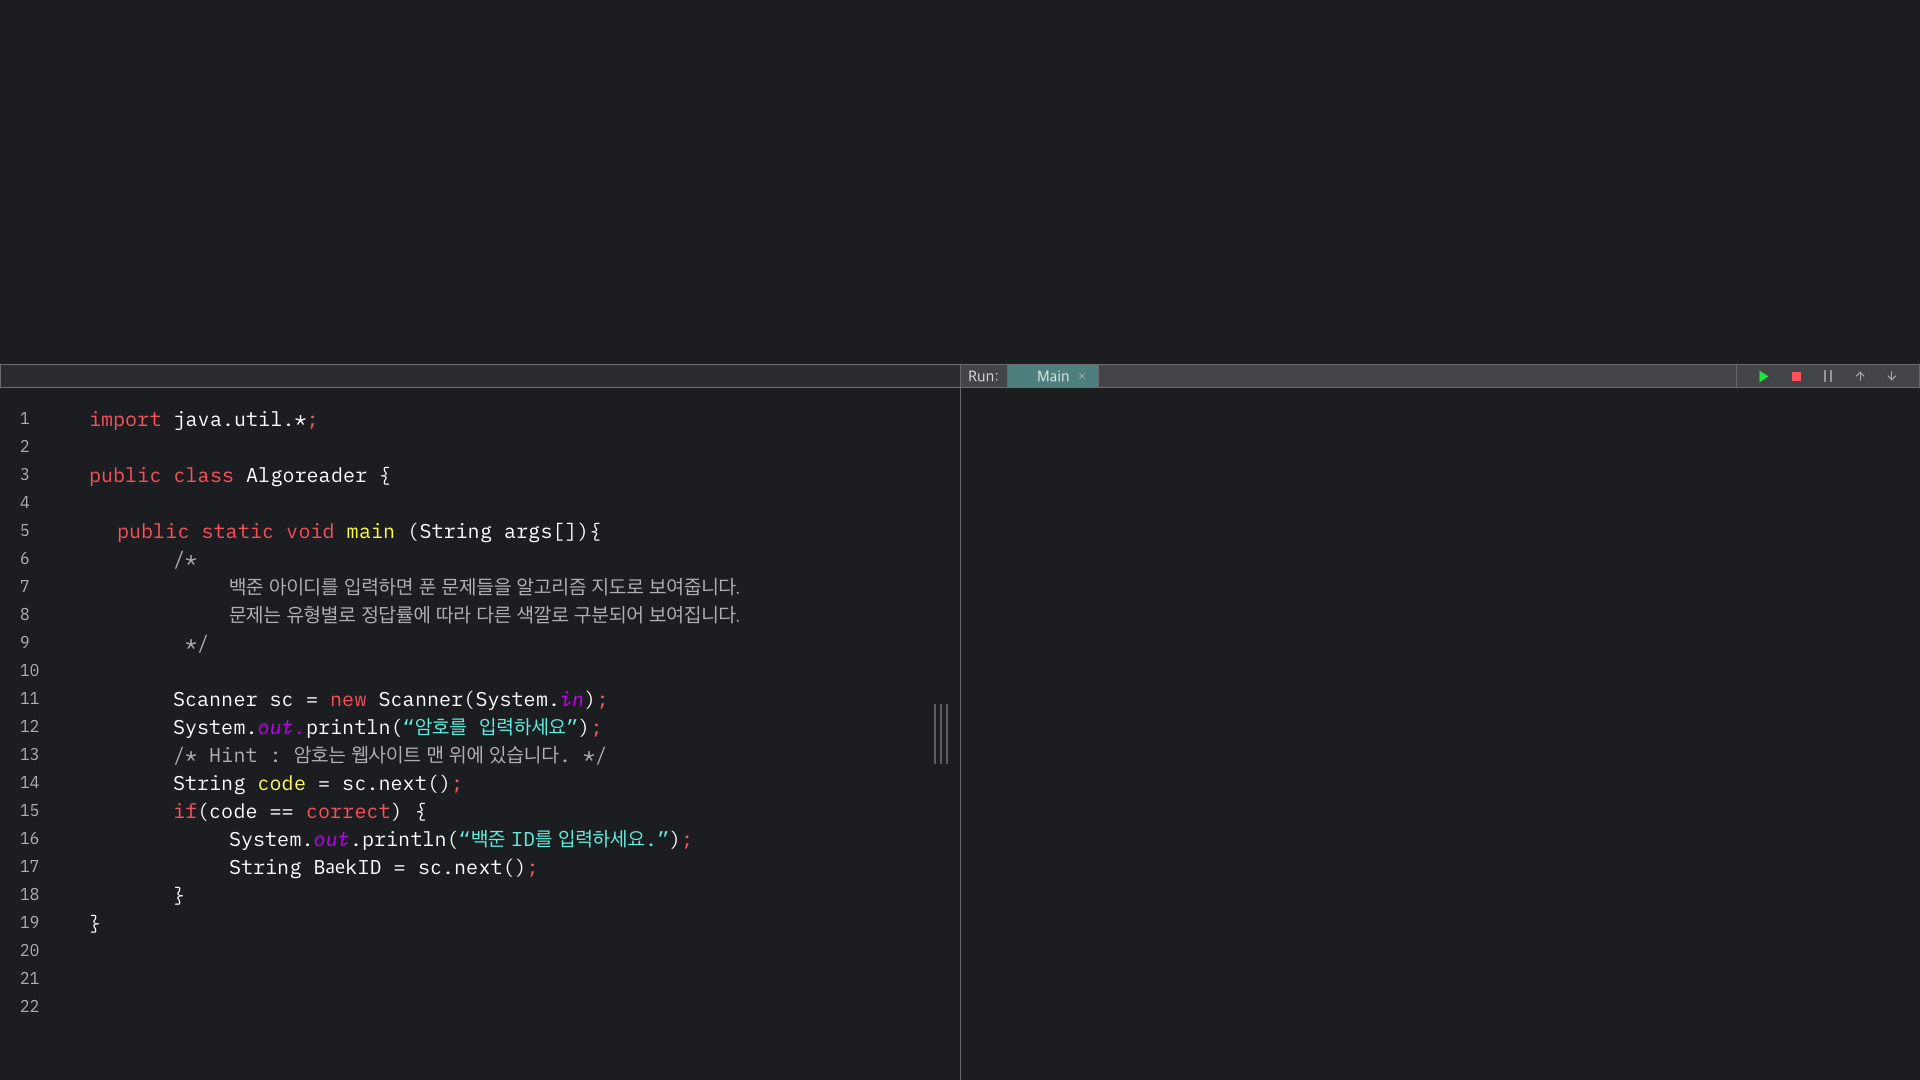 Run: Main ×
1 import java.util.*;
2
3 public class Algoreader {
4
5 public static void main (String args[]){
6 /*
7 백준 아이디를 입력하면 푼 문제들을 알고리즘 지도로 보여줍니다.
8 문제는 유형별로 정답률에 따라 다른 색깔로 구분되어 보여집니다.
9 */
10
11 Scanner sc = new Scanner(System.in);
12 System.out.println(“암호를 입력하세요”);
13 /* Hint : 암호는 웹사이트 맨 위에 있습니다. */
14 String code = sc.next();
15 if(code == correct) {
16 System.out.println(“백준 ID를 입력하세요.”);
17 String BaekID = sc.next();
18 }
19 }
20
21
22